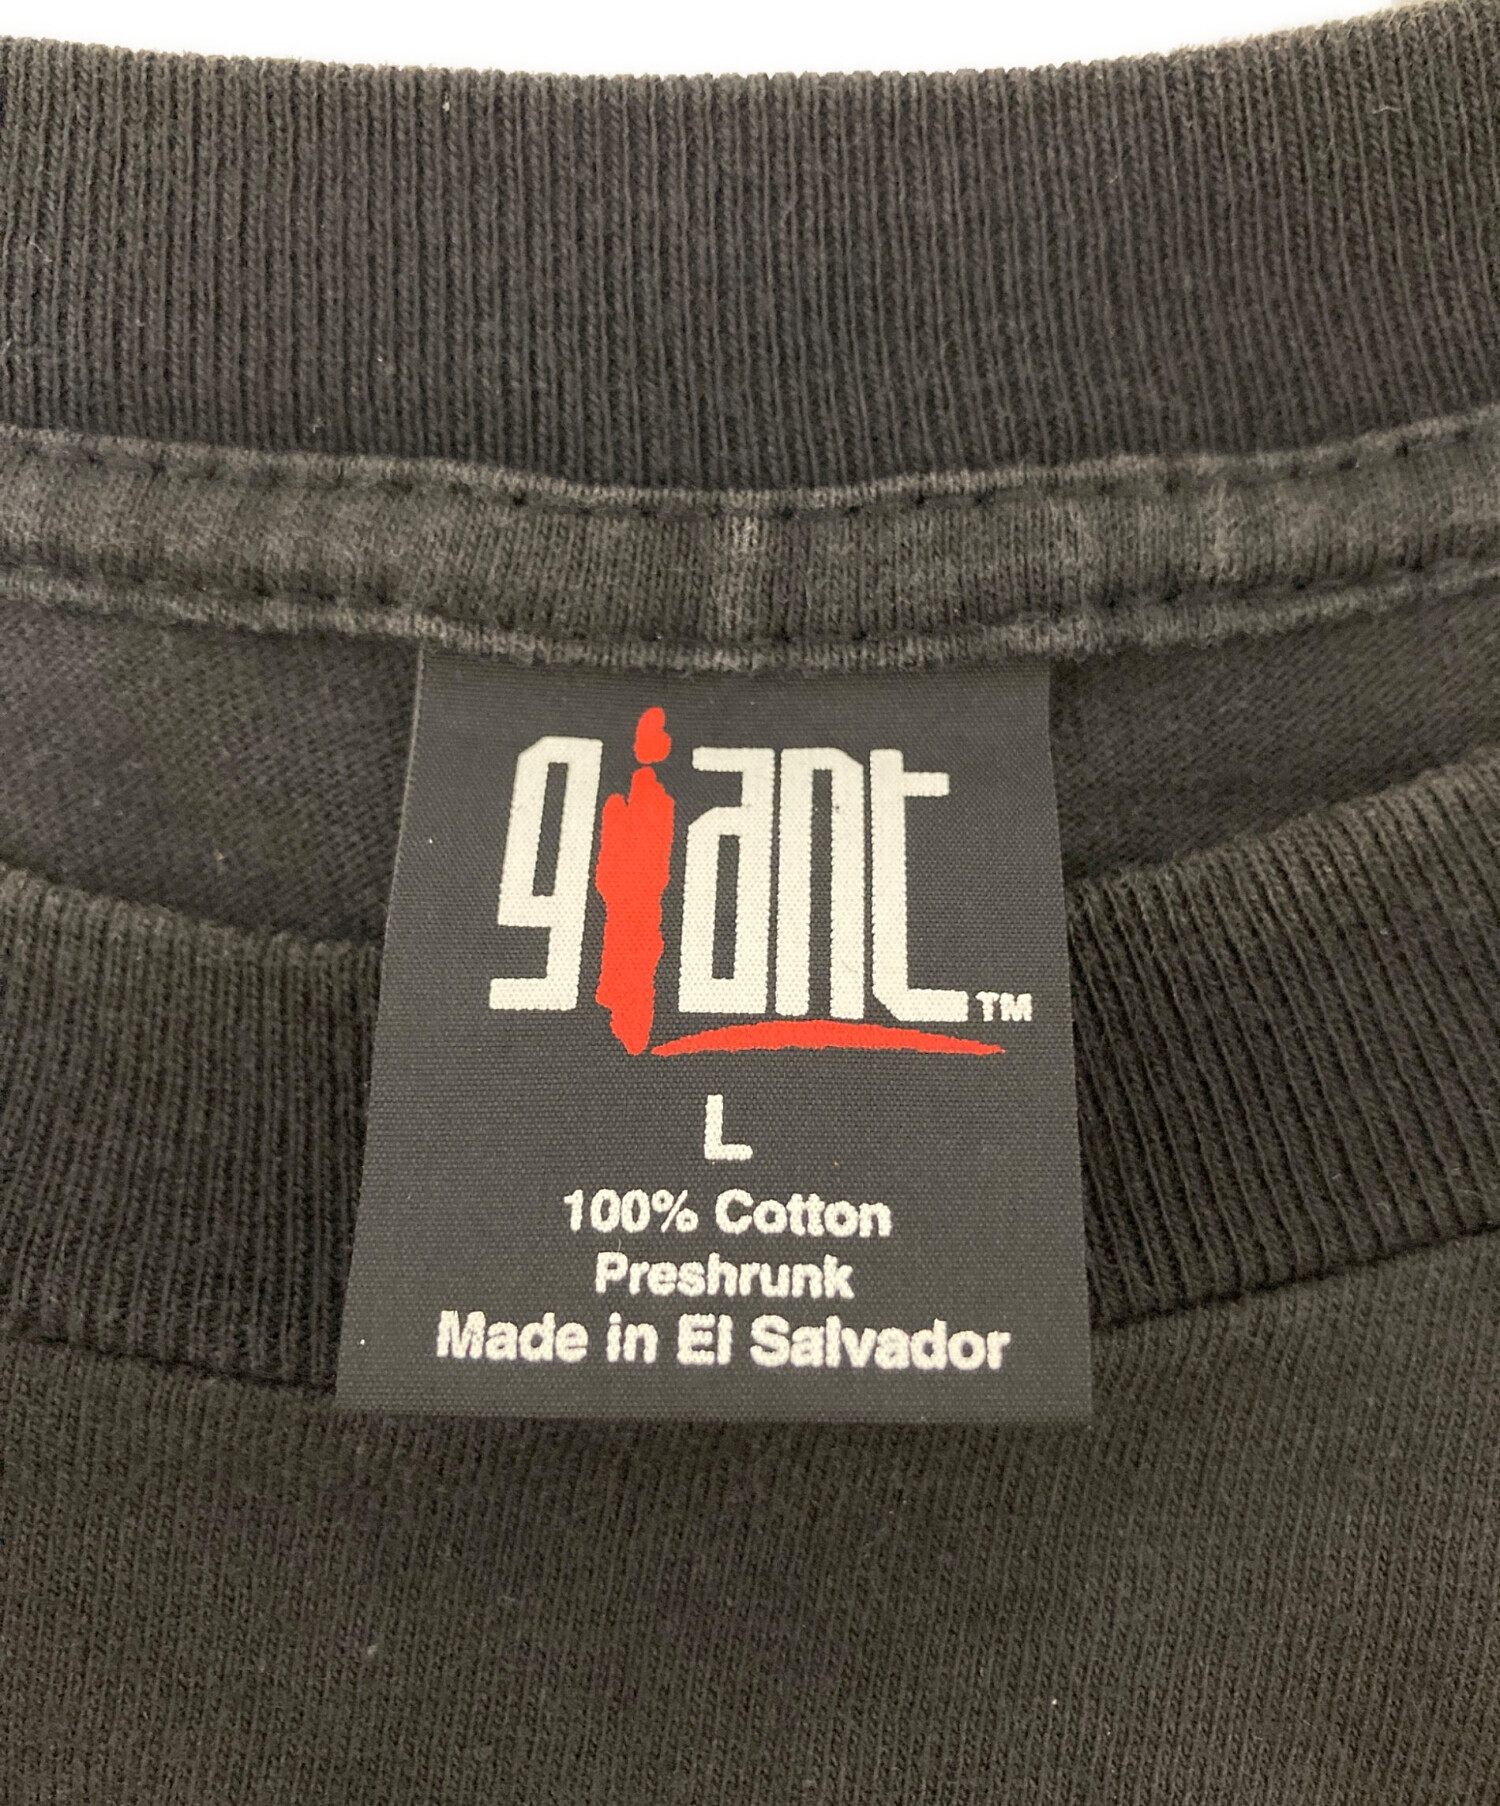 giant™
L
100% Cotton
Preshrunk
Made in El Salvador